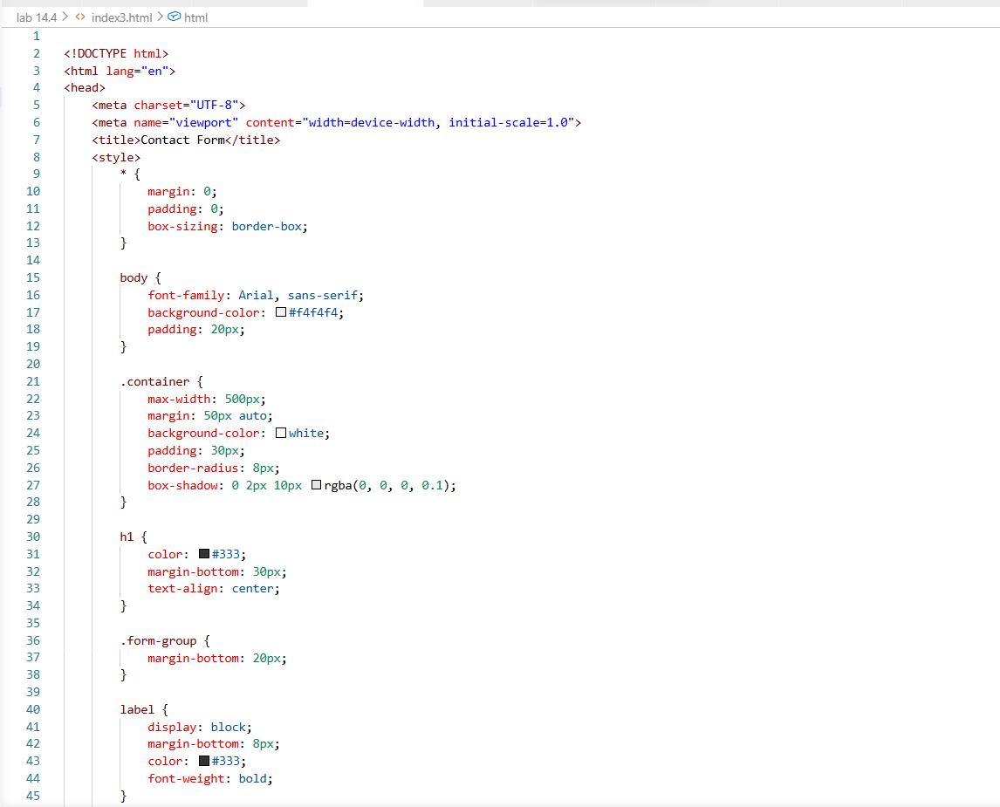 lab 14.4 > <> index3.html > html
1
2 <!DOCTYPE html>
3 <html lang="en">
4 <head>
5     <meta charset="UTF-8">
6     <meta name="viewport" content="width=device-width, initial-scale=1.0">
7     <title>Contact Form</title>
8     <style>
9         * {
10             margin: 0;
11             padding: 0;
12             box-sizing: border-box;
13         }
14
15         body {
16             font-family: Arial, sans-serif;
17             background-color: #f4f4f4;
18             padding: 20px;
19         }
20
21         .container {
22             max-width: 500px;
23             margin: 50px auto;
24             background-color: white;
25             padding: 30px;
26             border-radius: 8px;
27             box-shadow: 0 2px 10px rgba(0, 0, 0, 0.1);
28         }
29
30         h1 {
31             color: #333;
32             margin-bottom: 30px;
33             text-align: center;
34         }
35
36         .form-group {
37             margin-bottom: 20px;
38         }
39
40         label {
41             display: block;
42             margin-bottom: 8px;
43             color: #333;
44             font-weight: bold;
45         }